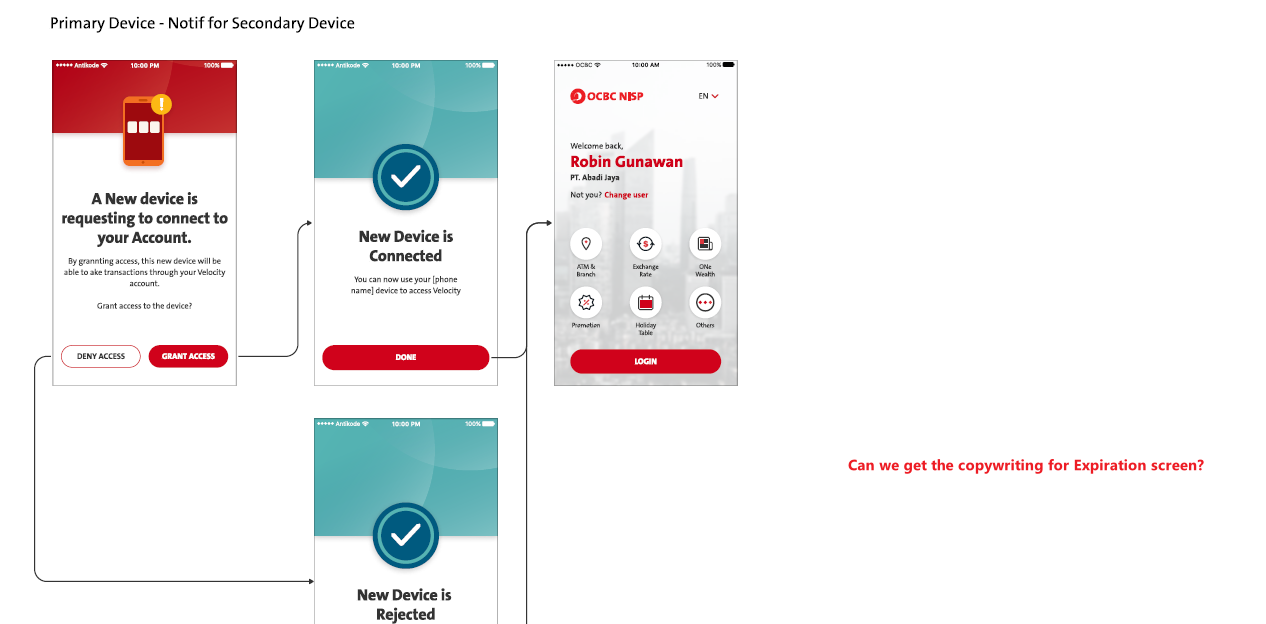 Primary Device - Notif for Secondary Device
Antikode
10:00 PM
100%
A New device is
requesting to connect to
your Account.
By grannting access, this new device will be
able to ake transactions through your Velocity
account.
Grant access to the device?
DENY ACCESS
GRANT ACCESS
Antikode
10:00 PM
100%
New Device is
Connected
You can now use your [phone
name] device to access Velocity
DONE
OCBC
10:00 AM
100%
OCBC NISP
EN
Welcome back,
Robin Gunawan
PT. Abadi Jaya
Not you? Change user
ATM &
Branch
Exchange
Rate
ONe
Wealth
Promotion
Holiday
Table
Others
LOGIN
Antikode
10:00 PM
100%
New Device is
Rejected
Can we get the copywriting for Expiration screen?